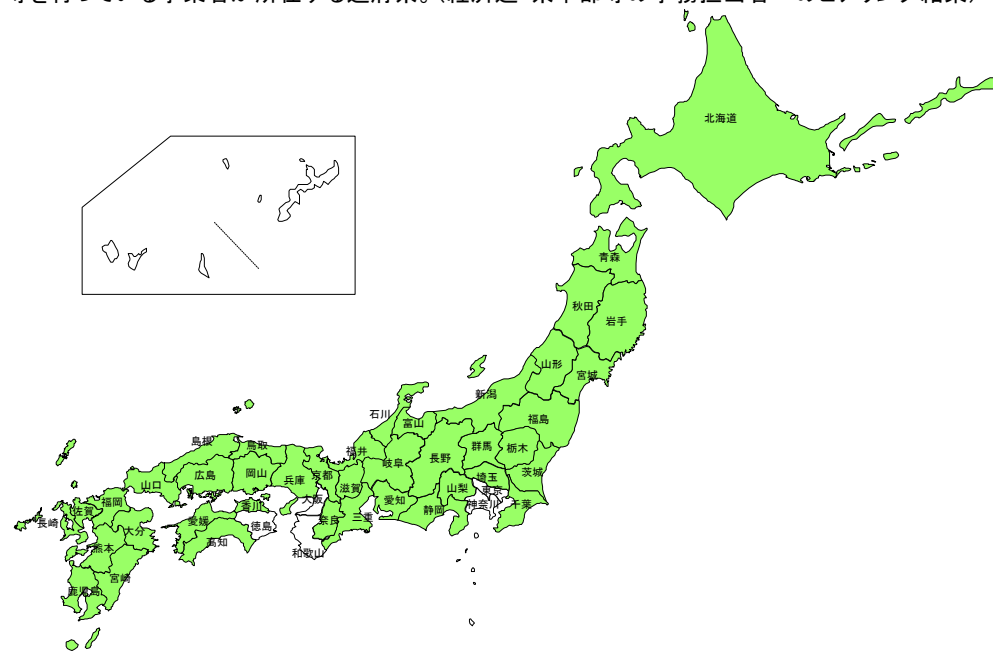 北海道
青森
秋田
岩手
山形
宮城
新潟
石川
福島
富山
島根
鳥取
福井
群馬
栃木
長野
岐阜
茨城
広島
岡山
兵庫
京都
滋賀
埼玉
山口
山梨
東京
大阪
愛知
福岡
香川
静岡
神奈川
千葉
佐賀
長崎
愛媛
徳島
奈良
三重
大分
高知
熊本
和歌山
宮崎
鹿児島